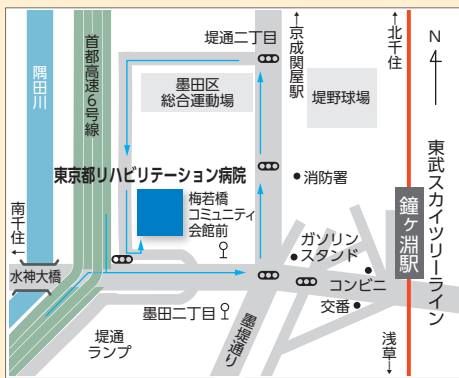 隅田川
首都高速6号線
堤通二丁目
↑京成関屋駅
↑北千住
N
墨田区
総合運動場
堤野球場
東武スカイツリーライン
東京都リハビリテーション病院
梅若橋
コミュニティ
会館前
消防署
鐘ヶ淵駅
南千住
↓
水神大橋
ガソリン
スタンド
コンビニ
交番
墨田二丁目
堤通
ランプ
墨堤通り
浅草↓